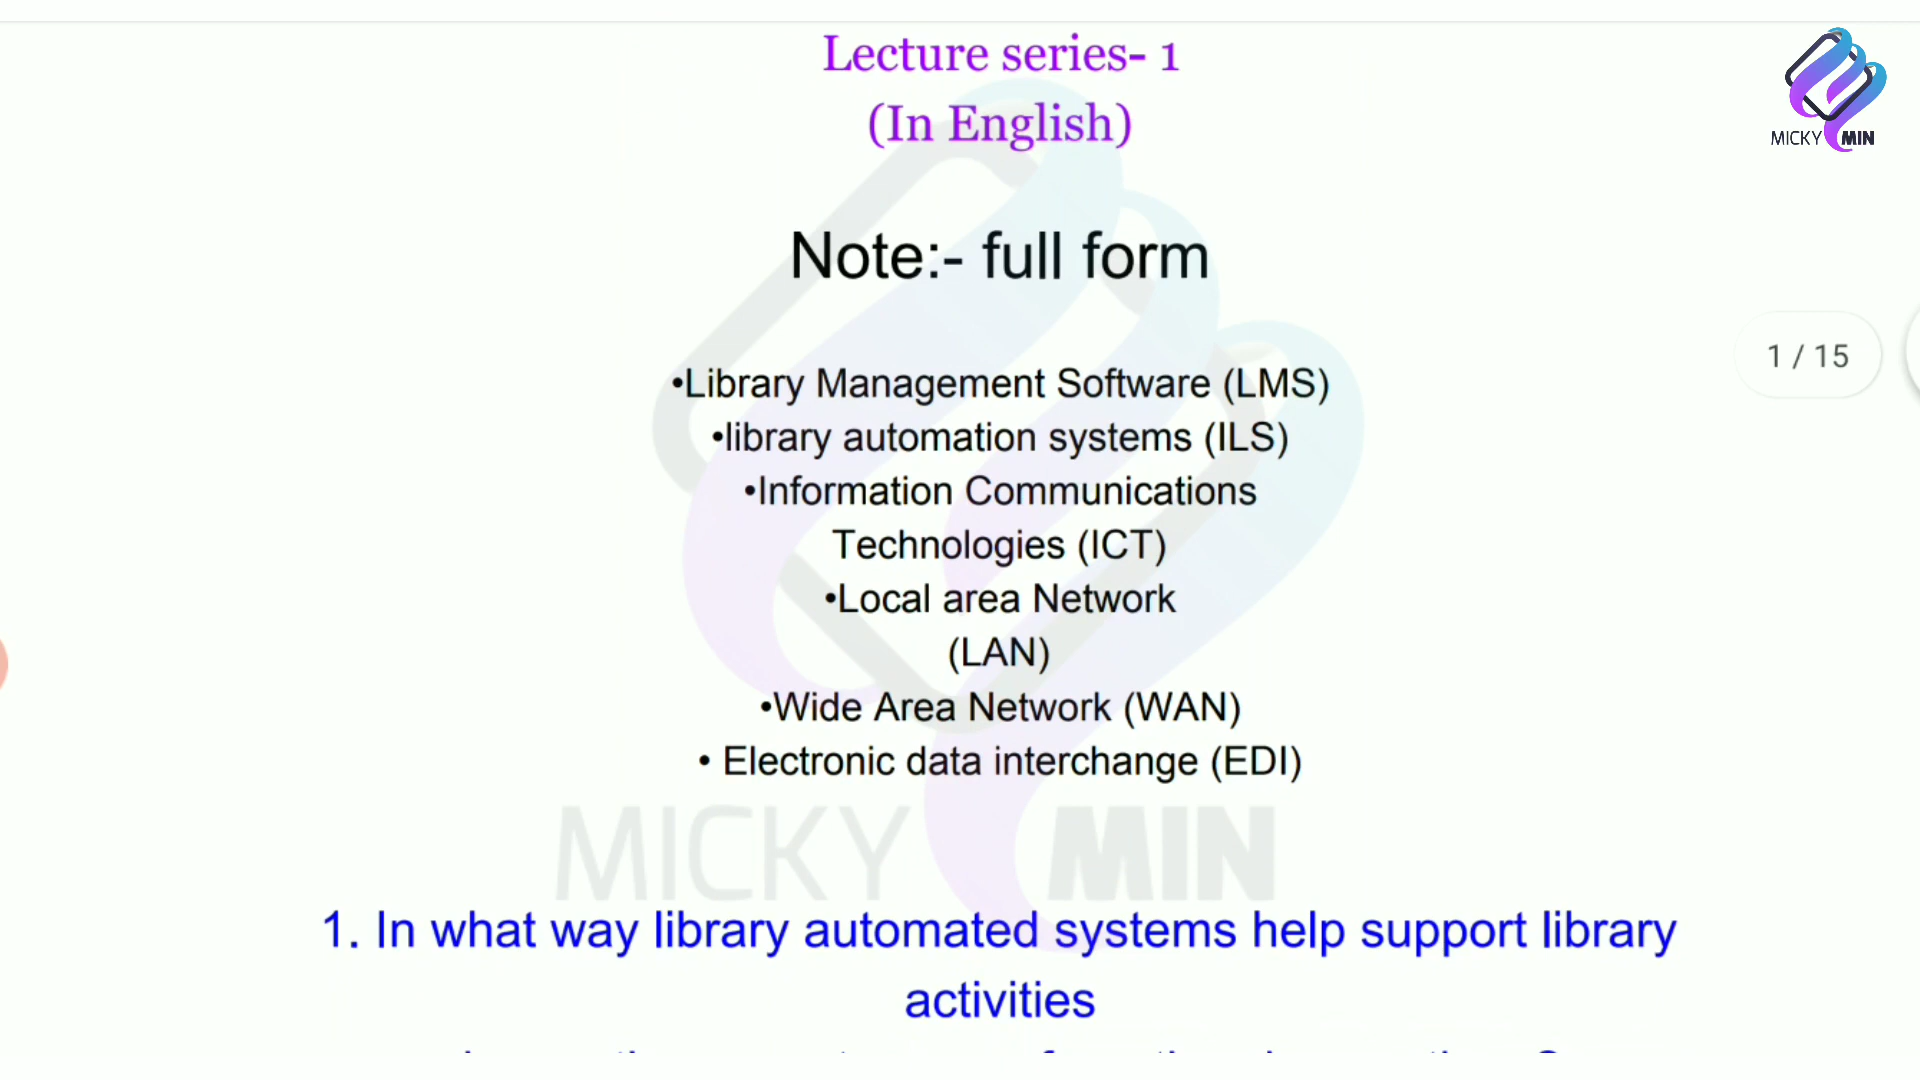 Lecture series- 1
(In English)
MICKY MIN
Note:- full form
1 / 15
•Library Management Software (LMS)
•library automation systems (ILS)
•Information Communications
Technologies (ICT)
•Local area Network
(LAN)
•Wide Area Network (WAN)
• Electronic data interchange (EDI)
MICKY MIN
1. In what way library automated systems help support library
activities